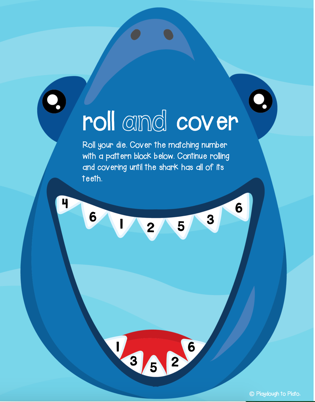 roll and cover
Roll your die. Cover the matching number
with a pattern block below. Continue rolling
and covering until the shark has all of its
teeth.
4 6 1 2 5 3 6
1 3 5 2 6
© Playdough to Plato.